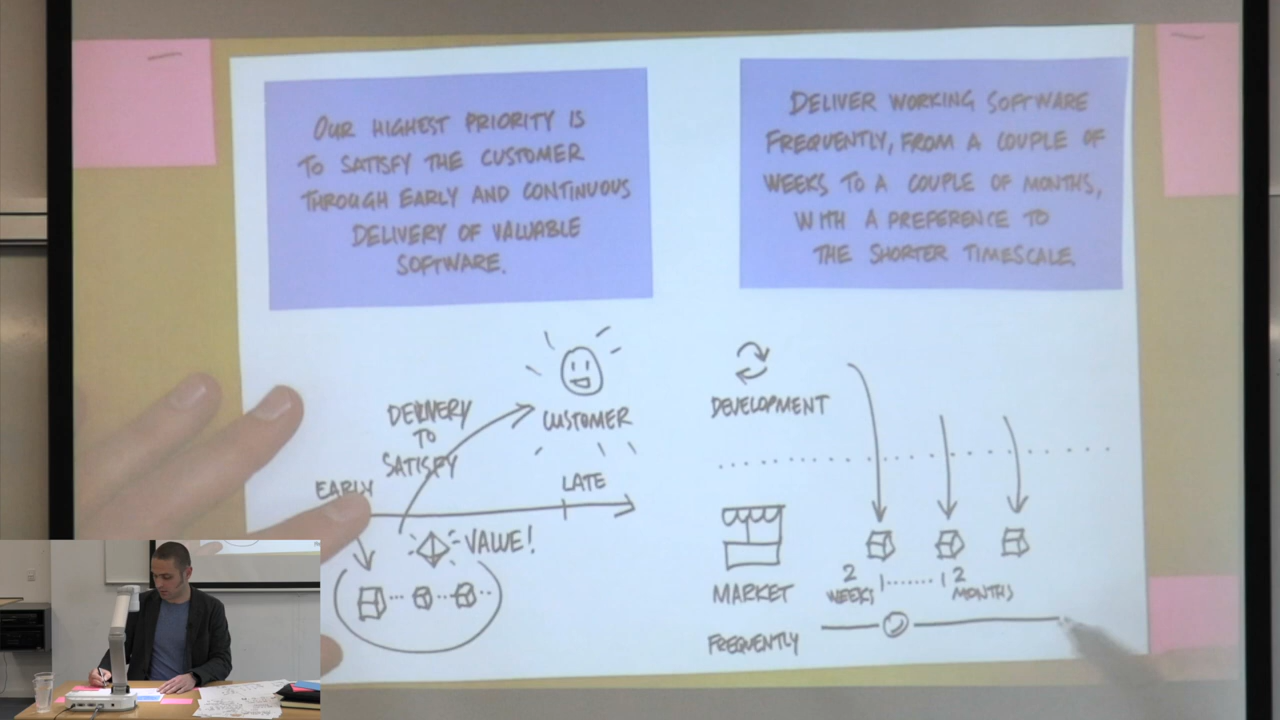 OUR HIGHEST PRIORITY IS
TO SATISFY THE CUSTOMER
THROUGH EARLY AND CONTINUOUS
DELIVERY OF VALUABLE
SOFTWARE.
DELIVER WORKING SOFTWARE
FREQUENTLY, FROM A COUPLE OF
WEEKS TO A COUPLE OF MONTHS,
WITH A PREFERENCE TO
THE SHORTER TIMESCALE.
DELIVERY
TO
SATISFY
CUSTOMER
EARLY
LATE
VALUE!
DEVELOPMENT
MARKET
2
WEEKS
2
MONTHS
FREQUENTLY